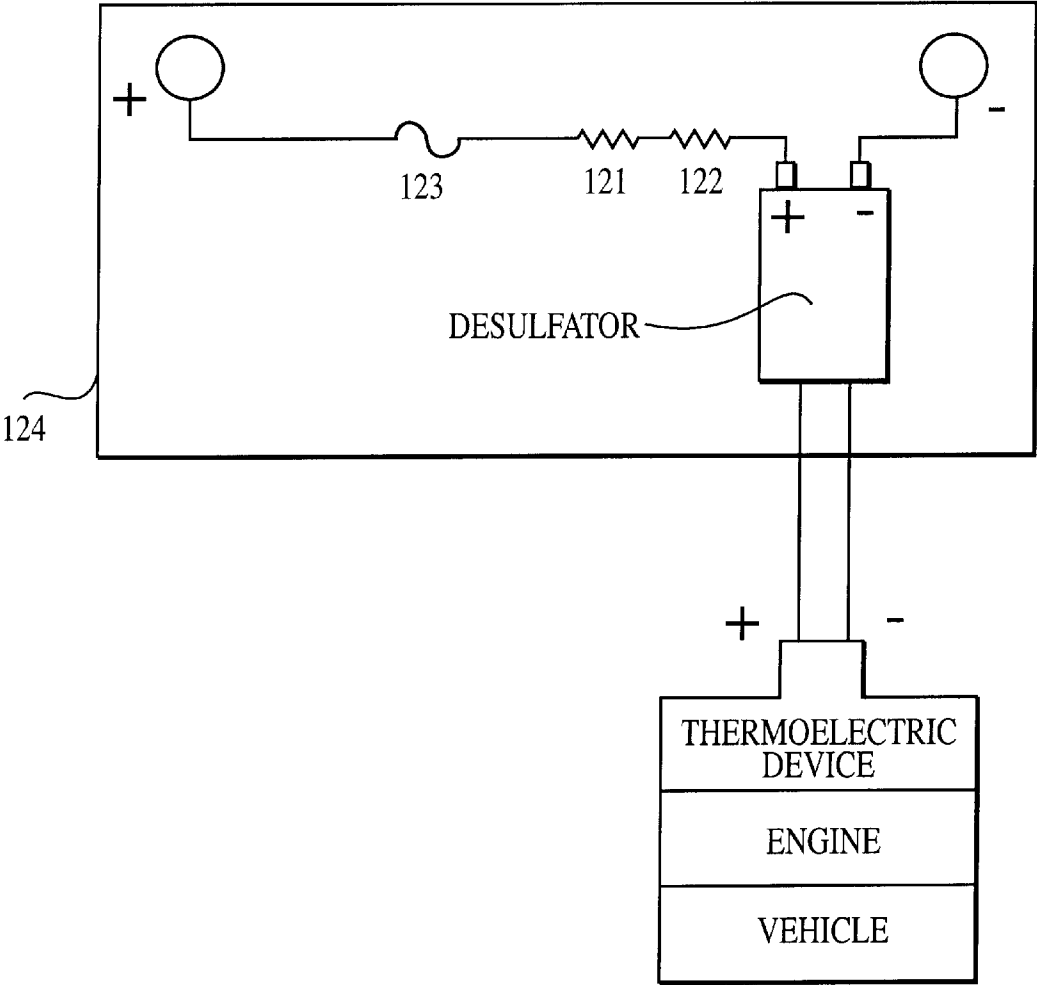 + -
123 121 122
+ -
DESULFATOR
124
+ -
THERMOELECTRIC
DEVICE
ENGINE
VEHICLE